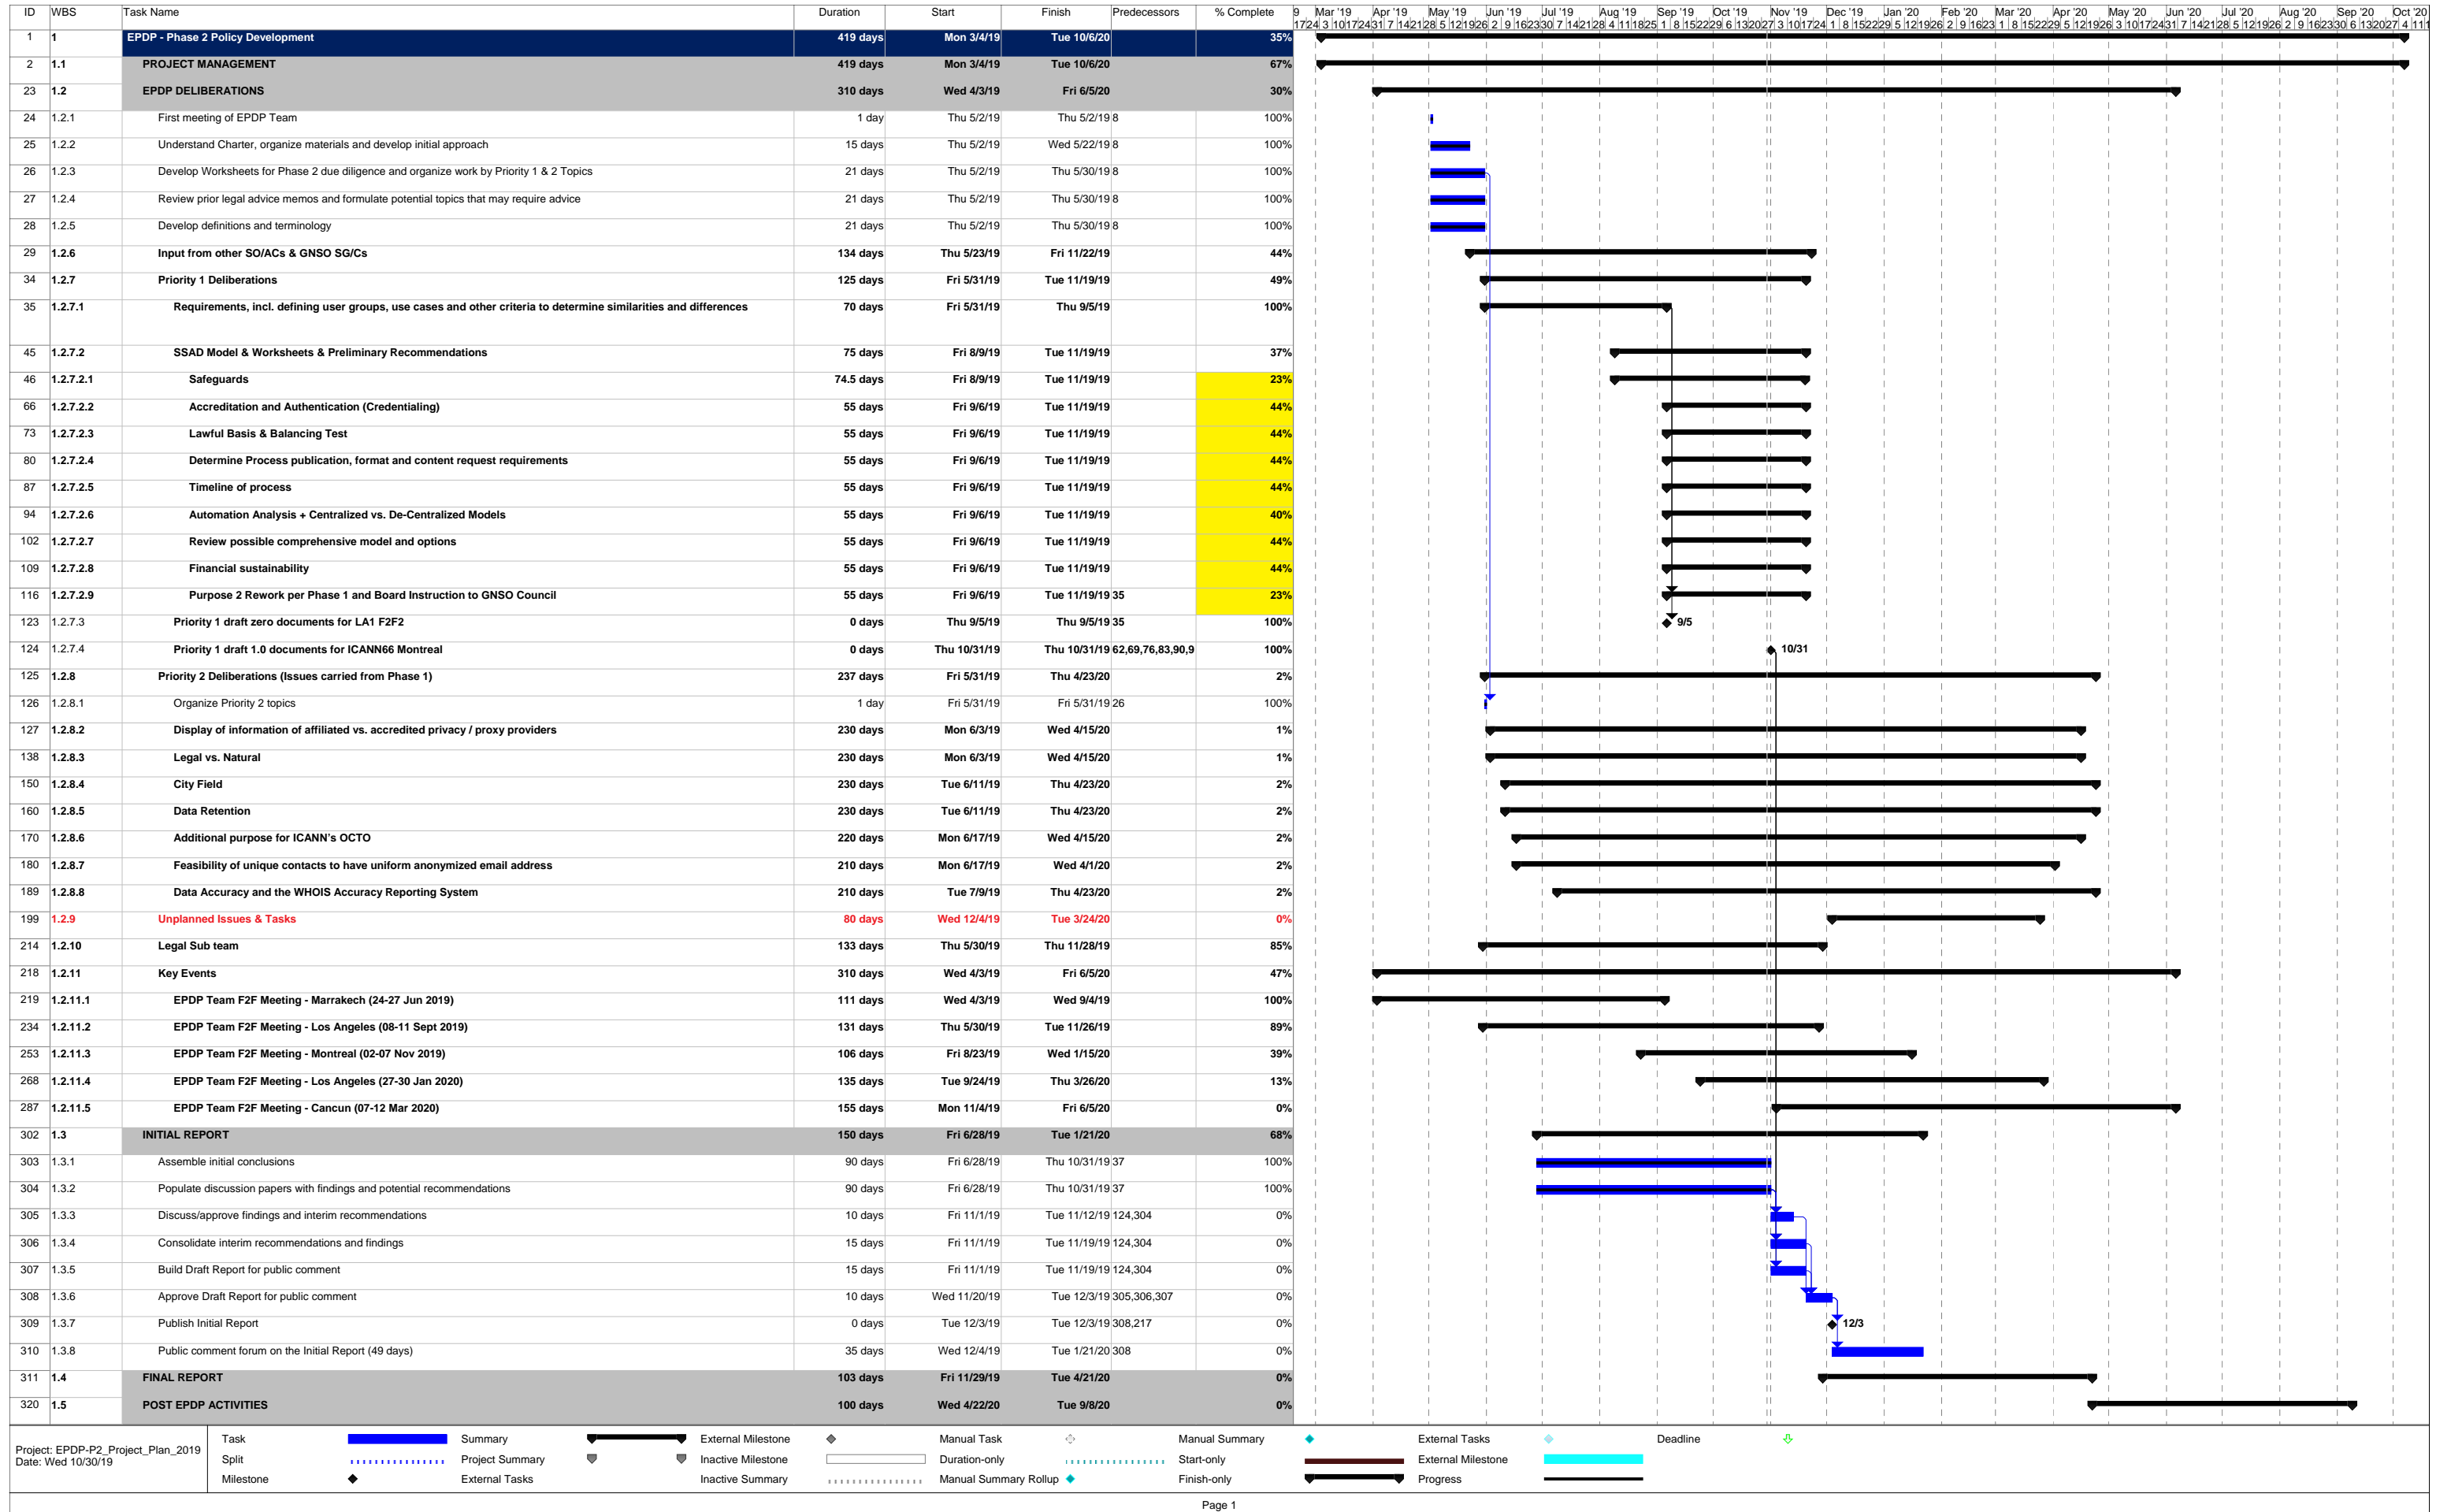 ID WBS Task Name Duration Start Finish Predecessors % Complete
9 Mar '19 Apr '19 May '19 Jun '19 Jul '19 Aug '19 Sep '19 Oct '19 Nov '19 Dec '19 Jan '20 Feb '20 Mar '20 Apr '20 May '20 Jun '20 Jul '20 Aug '20 Sep '20 Oct '20
1 1 EPDP - Phase 2 Policy Development 419 days Mon 3/4/19 Tue 10/6/20 35%
2 1.1 PROJECT MANAGEMENT 419 days Mon 3/4/19 Tue 10/6/20 67%
23 1.2 EPDP DELIBERATIONS 310 days Wed 4/3/19 Fri 6/5/20 30%
24 1.2.1 First meeting of EPDP Team 1 day Thu 5/2/19 Thu 5/2/19 8 100%
25 1.2.2 Understand Charter, organize materials and develop initial approach 15 days Thu 5/2/19 Wed 5/22/19 8 100%
26 1.2.3 Develop Worksheets for Phase 2 due diligence and organize work by Priority 1 & 2 Topics 21 days Thu 5/2/19 Thu 5/30/19 8 100%
27 1.2.4 Review prior legal advice memos and formulate potential topics that may require advice 21 days Thu 5/2/19 Thu 5/30/19 8 100%
28 1.2.5 Develop definitions and terminology 21 days Thu 5/2/19 Thu 5/30/19 8 100%
29 1.2.6 Input from other SO/ACs & GNSO SG/Cs 134 days Thu 5/23/19 Fri 11/22/19 44%
34 1.2.7 Priority 1 Deliberations 125 days Fri 5/31/19 Tue 11/19/19 49%
35 1.2.7.1 Requirements, incl. defining user groups, use cases and other criteria to determine similarities and differences 70 days Fri 5/31/19 Thu 9/5/19 100%
45 1.2.7.2 SSAD Model & Worksheets & Preliminary Recommendations 75 days Fri 8/9/19 Tue 11/19/19 37%
46 1.2.7.2.1 Safeguards 74.5 days Fri 8/9/19 Tue 11/19/19 23%
66 1.2.7.2.2 Accreditation and Authentication (Credentialing) 55 days Fri 9/6/19 Tue 11/19/19 44%
73 1.2.7.2.3 Lawful Basis & Balancing Test 55 days Fri 9/6/19 Tue 11/19/19 44%
80 1.2.7.2.4 Determine Process publication, format and content request requirements 55 days Fri 9/6/19 Tue 11/19/19 44%
87 1.2.7.2.5 Timeline of process 55 days Fri 9/6/19 Tue 11/19/19 44%
94 1.2.7.2.6 Automation Analysis + Centralized vs. De-Centralized Models 55 days Fri 9/6/19 Tue 11/19/19 40%
102 1.2.7.2.7 Review possible comprehensive model and options 55 days Fri 9/6/19 Tue 11/19/19 44%
109 1.2.7.2.8 Financial sustainability 55 days Fri 9/6/19 Tue 11/19/19 44%
116 1.2.7.2.9 Purpose 2 Rework per Phase 1 and Board Instruction to GNSO Council 55 days Fri 9/6/19 Tue 11/19/19 35 23%
123 1.2.7.3 Priority 1 draft zero documents for LA1 F2F2 0 days Thu 9/5/19 Thu 9/5/19 35 100% 9/5
124 1.2.7.4 Priority 1 draft 1.0 documents for ICANN66 Montreal 0 days Thu 10/31/19 Thu 10/31/19 62,69,76,83,90,9 100% 10/31
125 1.2.8 Priority 2 Deliberations (Issues carried from Phase 1) 237 days Fri 5/31/19 Thu 4/23/20 2%
126 1.2.8.1 Organize Priority 2 topics 1 day Fri 5/31/19 Fri 5/31/19 26 100%
127 1.2.8.2 Display of information of affiliated vs. accredited privacy / proxy providers 230 days Mon 6/3/19 Wed 4/15/20 1%
138 1.2.8.3 Legal vs. Natural 230 days Mon 6/3/19 Wed 4/15/20 1%
150 1.2.8.4 City Field 230 days Tue 6/11/19 Thu 4/23/20 2%
160 1.2.8.5 Data Retention 230 days Tue 6/11/19 Thu 4/23/20 2%
170 1.2.8.6 Additional purpose for ICANN's OCTO 220 days Mon 6/17/19 Wed 4/15/20 2%
180 1.2.8.7 Feasibility of unique contacts to have uniform anonymized email address 210 days Mon 6/17/19 Wed 4/1/20 2%
189 1.2.8.8 Data Accuracy and the WHOIS Accuracy Reporting System 210 days Tue 7/9/19 Thu 4/23/20 2%
199 1.2.9 Unplanned Issues & Tasks 80 days Wed 12/4/19 Tue 3/24/20 0%
214 1.2.10 Legal Sub team 133 days Thu 5/30/19 Thu 11/28/19 85%
218 1.2.11 Key Events 310 days Wed 4/3/19 Fri 6/5/20 47%
219 1.2.11.1 EPDP Team F2F Meeting - Marrakech (24-27 Jun 2019) 111 days Wed 4/3/19 Wed 9/4/19 100%
234 1.2.11.2 EPDP Team F2F Meeting - Los Angeles (08-11 Sept 2019) 131 days Thu 5/30/19 Tue 11/26/19 89%
253 1.2.11.3 EPDP Team F2F Meeting - Montreal (02-07 Nov 2019) 106 days Fri 8/23/19 Wed 1/15/20 39%
268 1.2.11.4 EPDP Team F2F Meeting - Los Angeles (27-30 Jan 2020) 135 days Tue 9/24/19 Thu 3/26/20 13%
287 1.2.11.5 EPDP Team F2F Meeting - Cancun (07-12 Mar 2020) 155 days Mon 11/4/19 Fri 6/5/20 0%
302 1.3 INITIAL REPORT 150 days Fri 6/28/19 Tue 1/21/20 68%
303 1.3.1 Assemble initial conclusions 90 days Fri 6/28/19 Thu 10/31/19 37 100%
304 1.3.2 Populate discussion papers with findings and potential recommendations 90 days Fri 6/28/19 Thu 10/31/19 37 100%
305 1.3.3 Discuss/approve findings and interim recommendations 10 days Fri 11/1/19 Tue 11/12/19 124,304 0%
306 1.3.4 Consolidate interim recommendations and findings 15 days Fri 11/1/19 Tue 11/19/19 124,304 0%
307 1.3.5 Build Draft Report for public comment 15 days Fri 11/1/19 Tue 11/19/19 124,304 0%
308 1.3.6 Approve Draft Report for public comment 10 days Wed 11/20/19 Tue 12/3/19 305,306,307 0%
309 1.3.7 Publish Initial Report 0 days Tue 12/3/19 Tue 12/3/19 308,217 0% 12/3
310 1.3.8 Public comment forum on the Initial Report (49 days) 35 days Wed 12/4/19 Tue 1/21/20 308 0%
311 1.4 FINAL REPORT 103 days Fri 11/29/19 Tue 4/21/20 0%
320 1.5 POST EPDP ACTIVITIES 100 days Wed 4/22/20 Tue 9/8/20 0%
Project: EPDP-P2_Project_Plan_2019
Date: Wed 10/30/19
Task Summary External Milestone Manual Task Manual Summary External Tasks Deadline
Split Project Summary Inactive Milestone Duration-only Start-only External Milestone
Milestone External Tasks Inactive Summary Manual Summary Rollup Finish-only Progress
Page 1